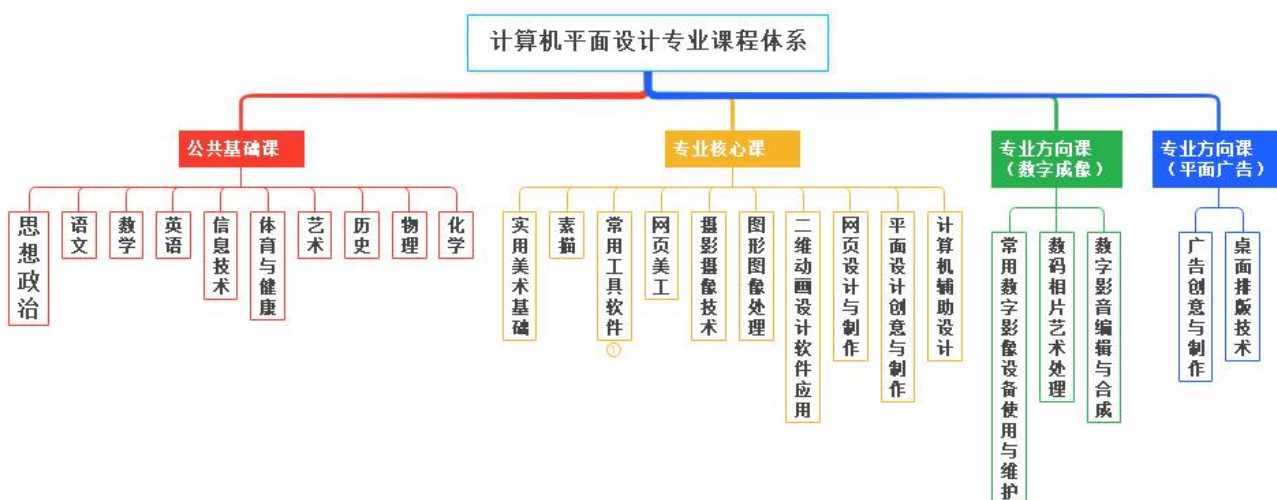 计算机平面设计专业课程体系
公共基础课
专业核心课
专业方向课
（数字成像）
专业方向课
（平面广告）
思想政治
语文
数学
英语
信息技术
体育与健康
艺术
历史
物理
化学
实用美术基础
素描
常用工具软件
网页美工
摄影摄像技术
图形图像处理
二维动画设计软件应用
网页设计与制作
平面设计创意与制作
计算机辅助设计
常用数字影像设备使用与维护
数码相片艺术处理
数字影音编辑与合成
广告创意与制作
桌面排版技术